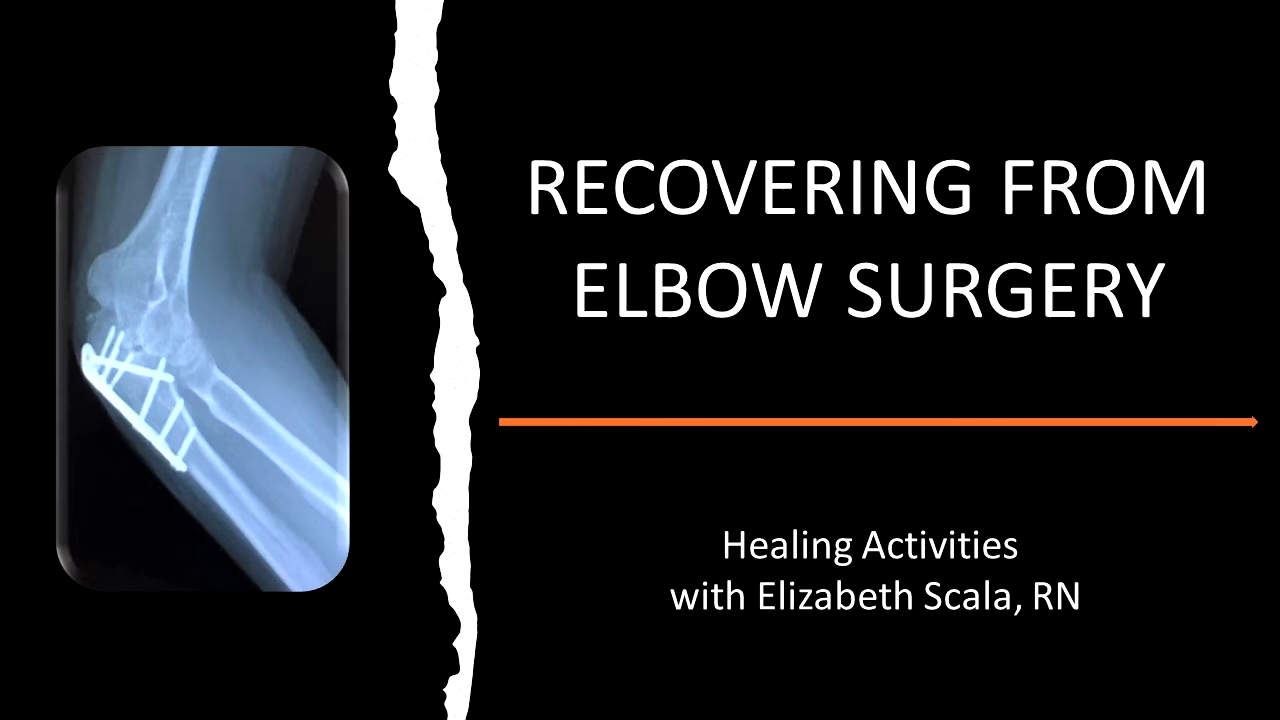 RECOVERING FROM
ELBOW SURGERY
Healing Activities
with Elizabeth Scala, RN